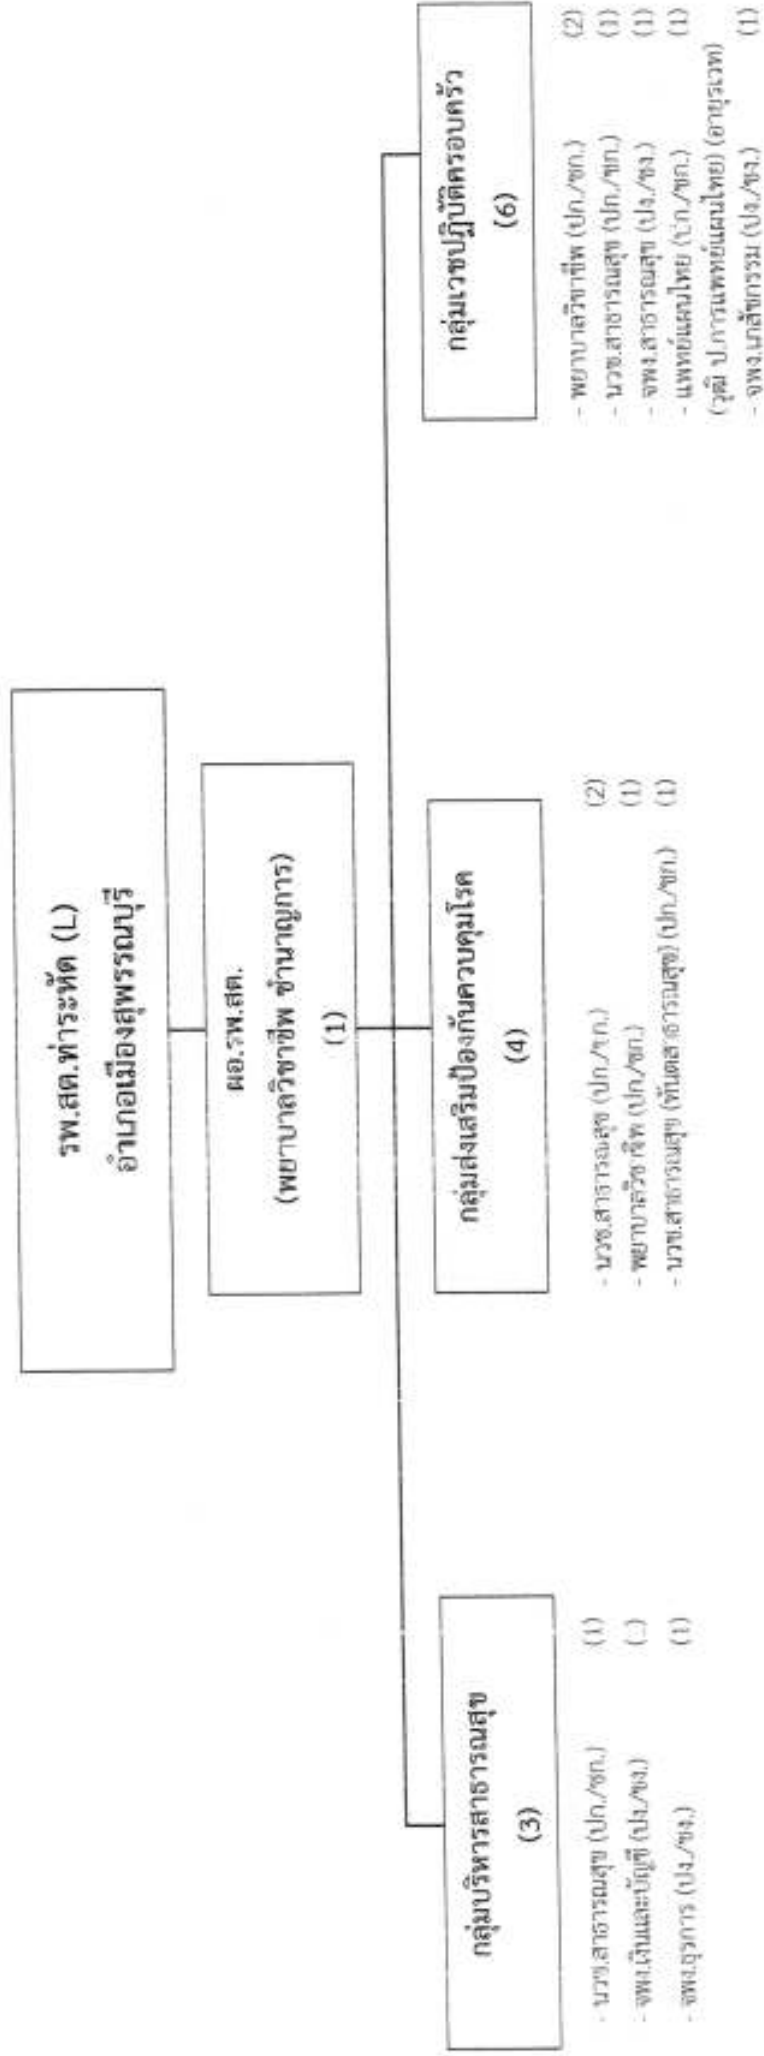 รพ.สต.ท่าระหัด (L)
อำเภอเมืองสุพรรณบุรี
ผอ.รพ.สต.
(พยาบาลวิชาชีพ ชำนาญการ)
(1)
กลุ่มบริหารสาธารณสุข
(3)
- นวช.สาธารณสุข (ปก./ชก.) (1)
- จพง.เงินและบัญชี (ปง./ชง.)
- จพง.ธุรการ (ปง./ชง.) (1)
กลุ่มส่งเสริมป้องกันควบคุมโรค
(4)
- นวช.สาธารณสุข (ปก./ชก.) (2)
- พยาบาลวิชาชีพ (ปก./ชก.) (1)
- นวช.สาธารณสุข (ทันตสาธารณสุข) (ปก./ชก.) (1)
กลุ่มเวชปฏิบัติครอบครัว
(6)
- พยาบาลวิชาชีพ (ปก./ชก.) (2)
- นวช.สาธารณสุข (ปก./ชก.) (1)
- จพง.สาธารณสุข (ปง./ชง.) (1)
- แพทย์แผนไทย (ปก./ชก.) (1)
(วุฒิ ป.การแพทย์แผนไทย) (อายุรเวท)
- จพง.เภสัชกรรม (ปง./ชง.) (1)